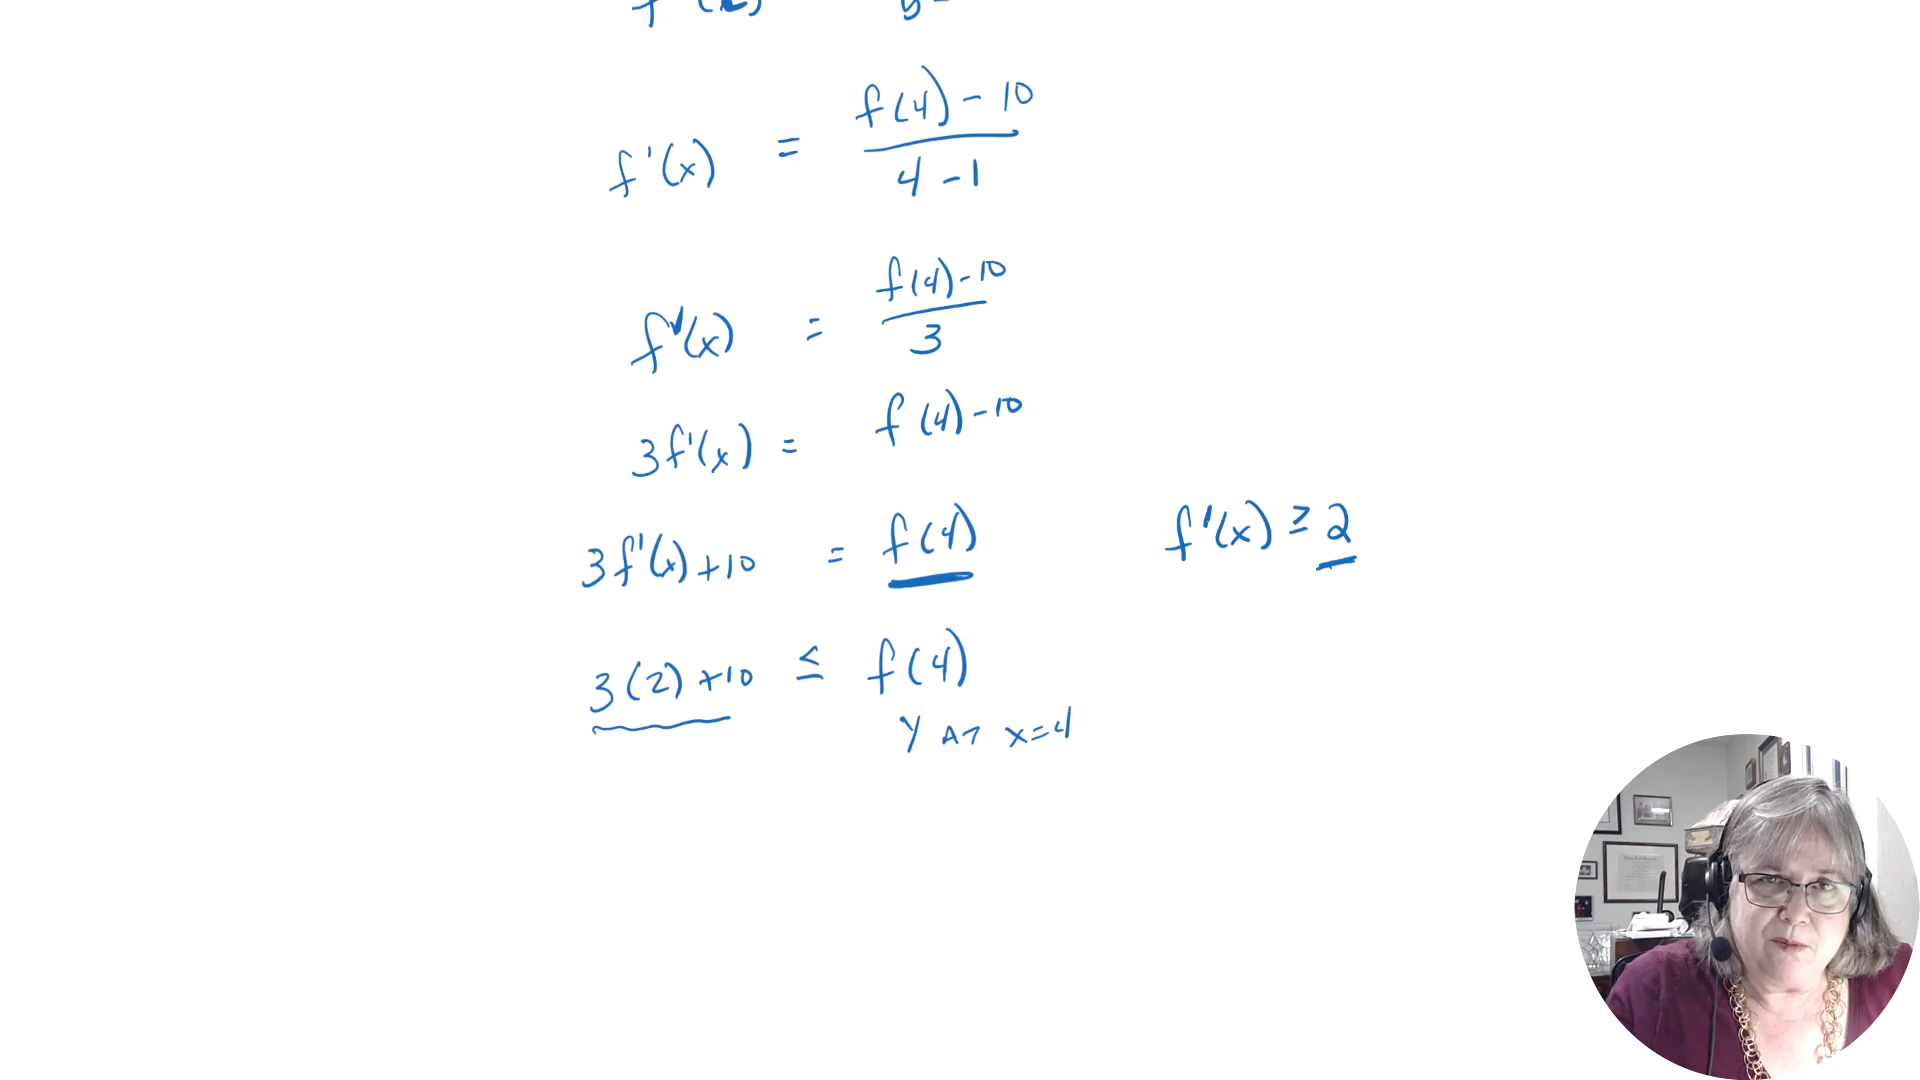 f'(x) = f(4) - 10 / 4 - 1
f'(x) = f(4) - 10 / 3
3f'(x) = f(4) - 10
3f'(x) + 10 = f(4)
f'(x) ≥ 2
3(2) + 10 ≤ f(4)
Y AT x=4